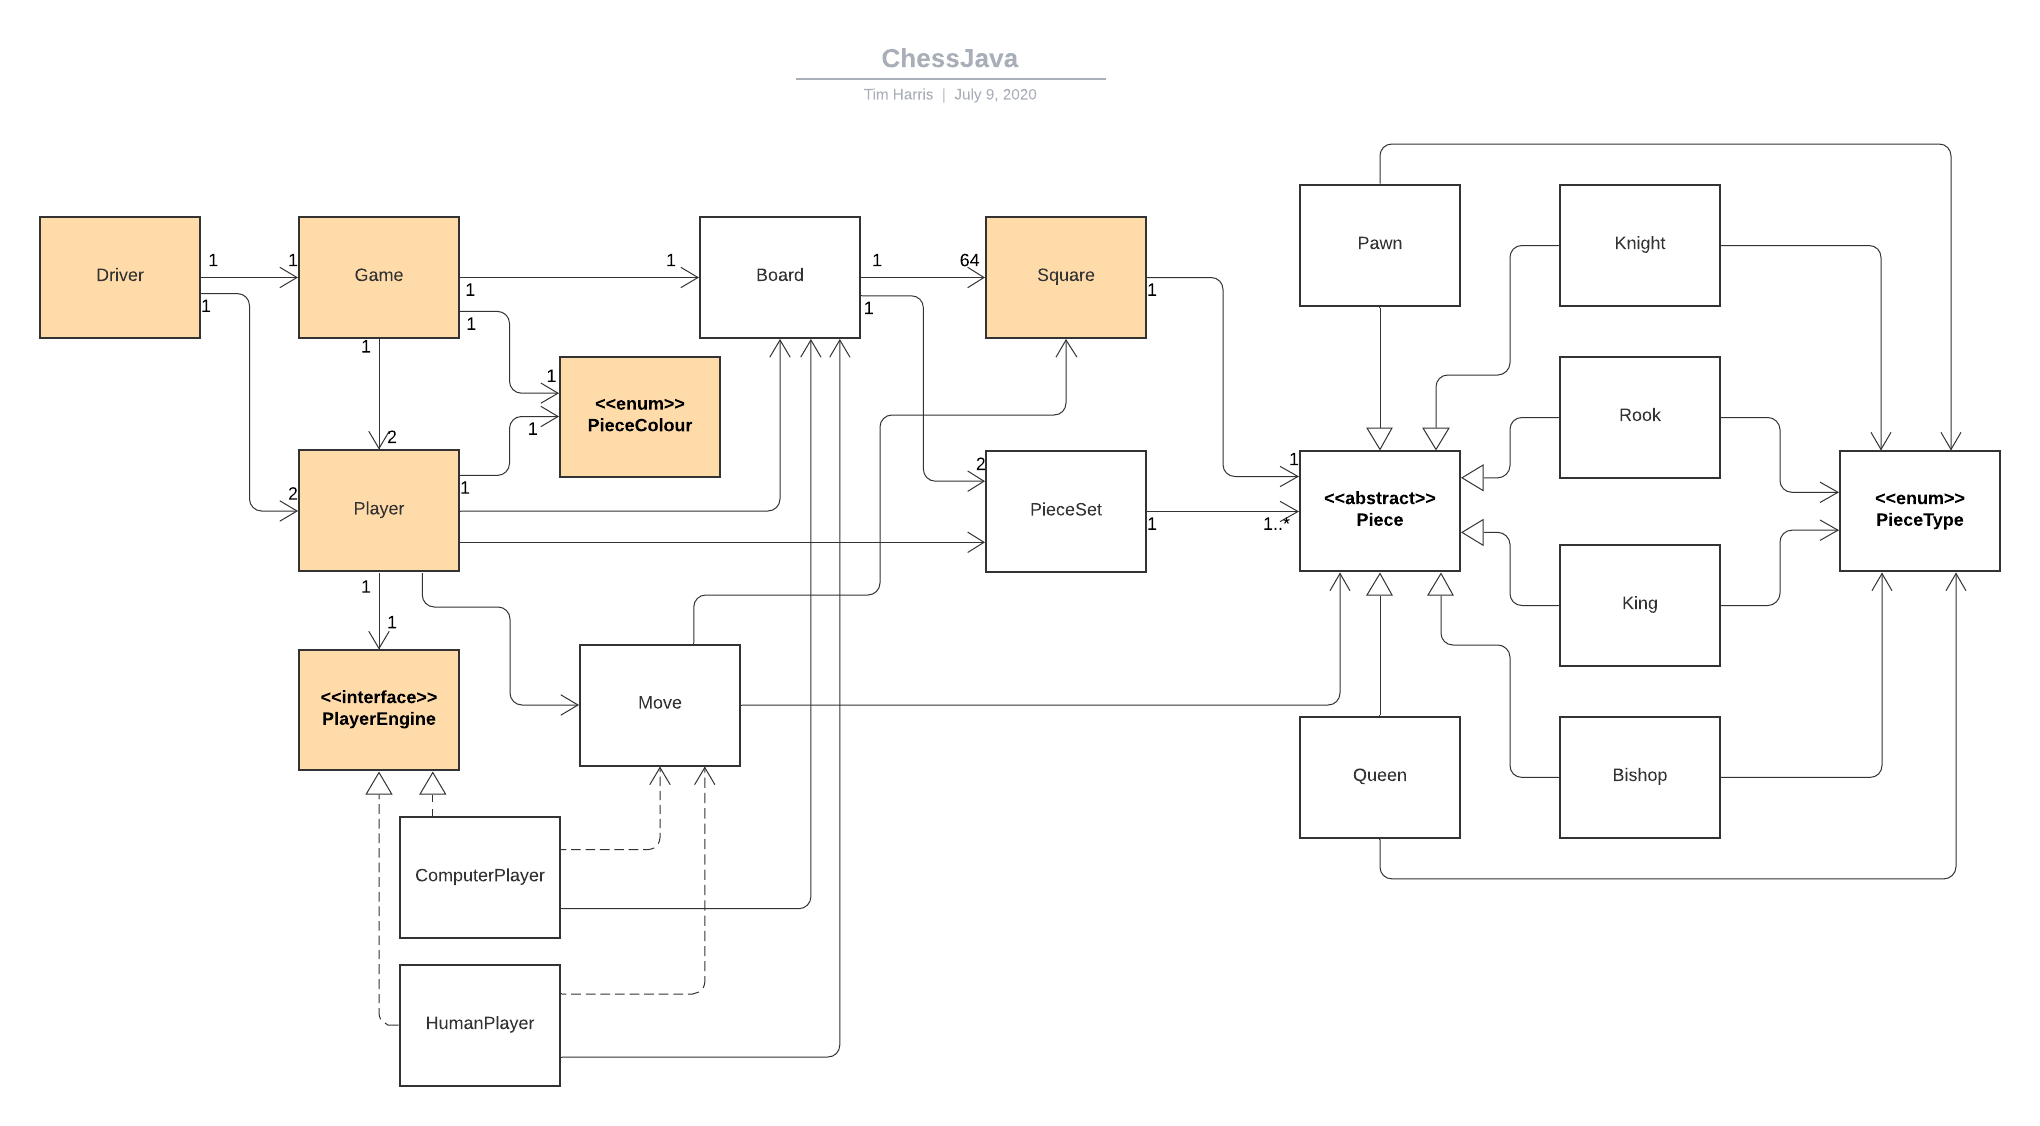 ChessJava
Tim Harris | July 9, 2020
Driver
1
1
1
Game
1
1
1
1
Board
1
64
1
Square
1
Pawn
Knight
1
<<enum>>
PieceColour
1
Rook
2
2
Player
1
2
PieceSet
1
1
1..*
<<abstract>>
Piece
<<enum>>
PieceType
1
1
King
<<interface>>
PlayerEngine
Move
Queen
Bishop
ComputerPlayer
HumanPlayer